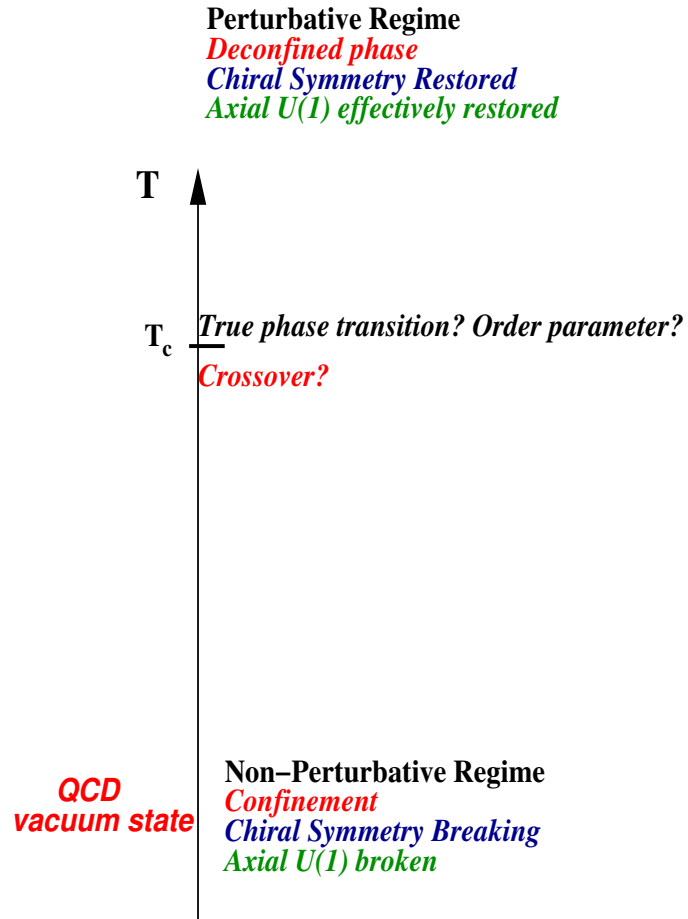 Perturbative Regime
Deconfined phase
Chiral Symmetry Restored
Axial U(1) effectively restored
T
True phase transition? Order parameter?
Tc
Crossover?
QCD
vacuum state
Non–Perturbative Regime
Confinement
Chiral Symmetry Breaking
Axial U(1) broken